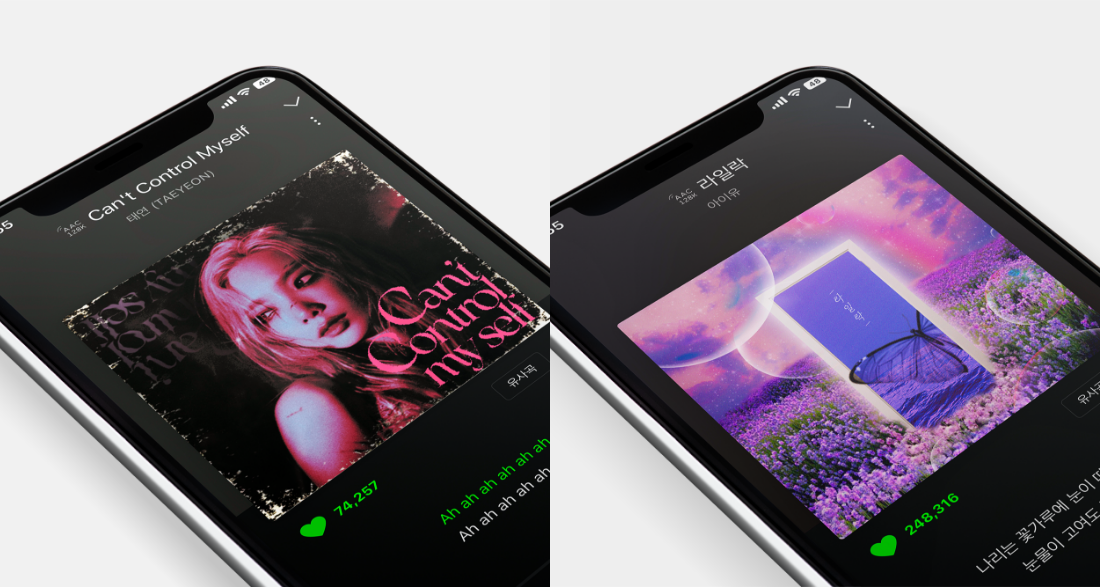 48
AAC
128K
Can't Control Myself
태연 (TAEYEON)
Can't
Control
my self
유사곡
74,257
Ah ah ah ah ah ah
Ah ah ah ah ah ah
48
AAC
128K
라일락
아이유
라일락
유사곡
248,316
나리는 꽃가루에 눈이
눈물이 고여도